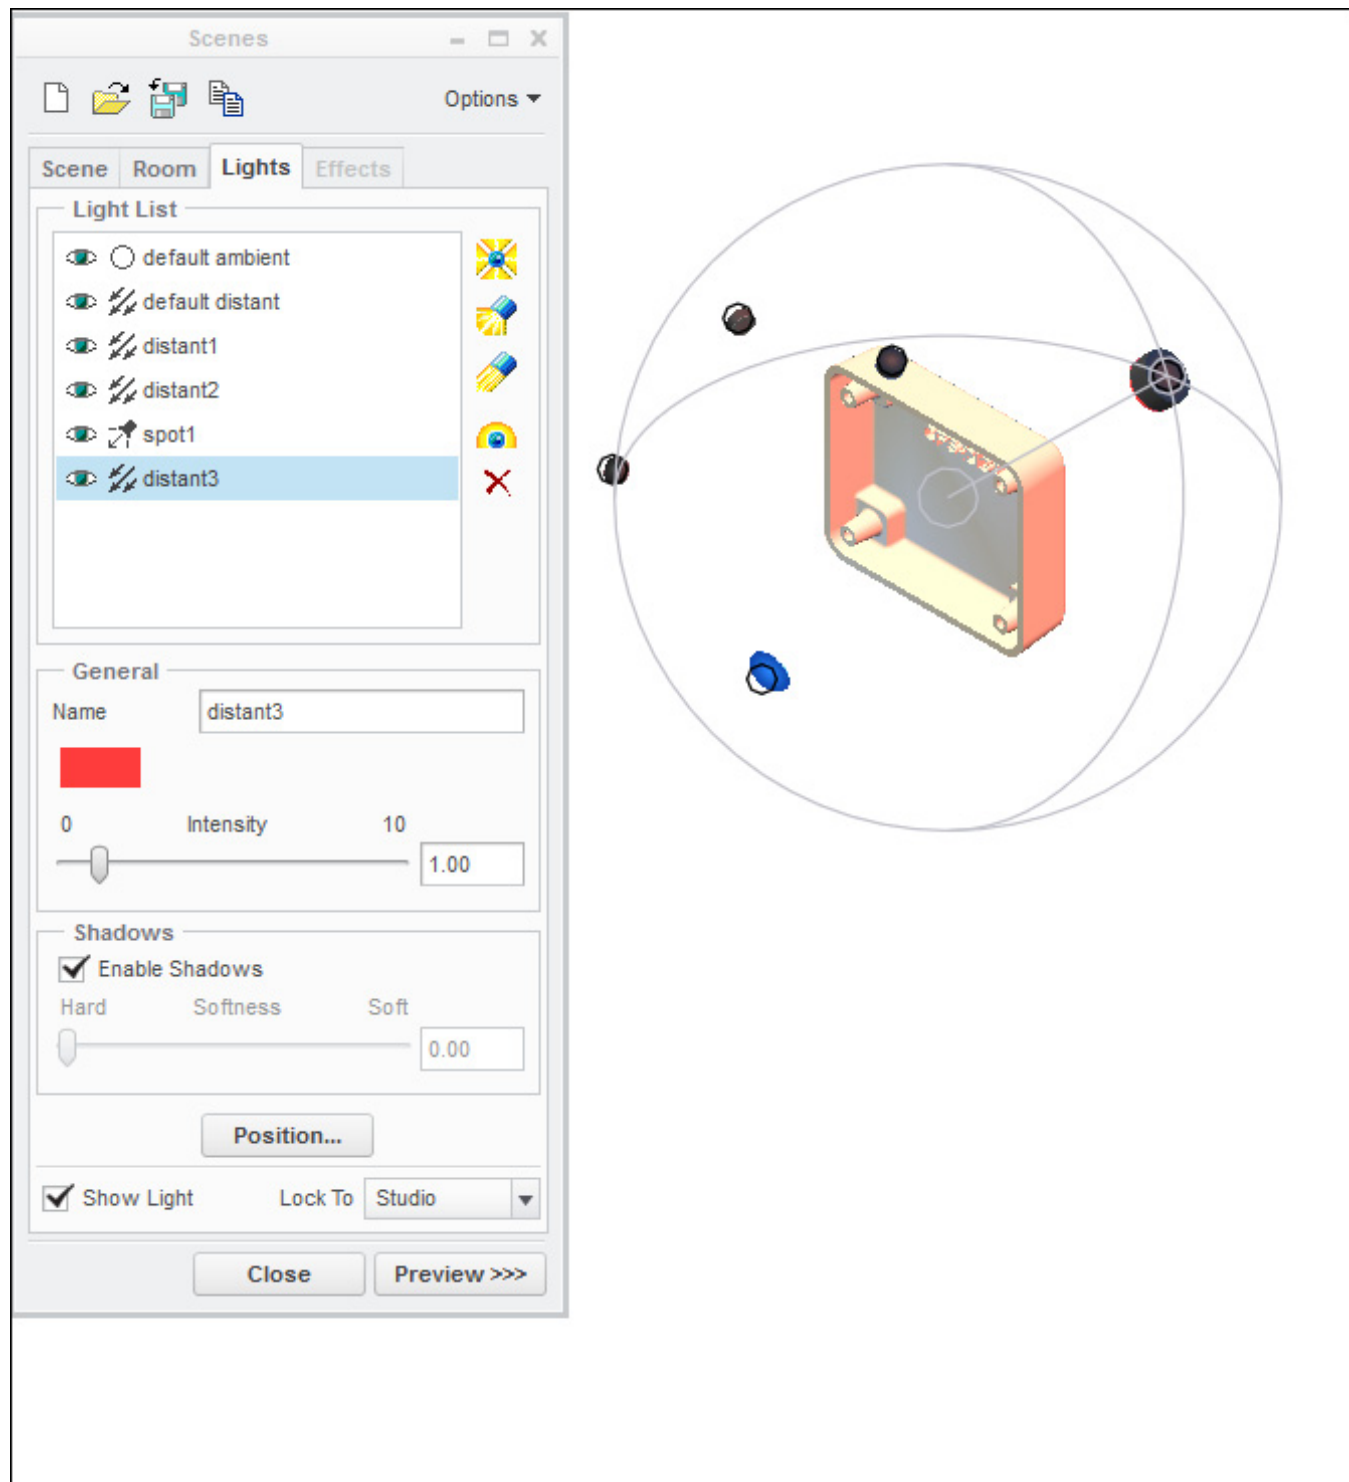 Scenes
Options
Scene Room Lights Effects
Light List
default ambient
default distant
distant1
distant2
spot1
distant3
General
Name distant3
0 Intensity 10
1.00
Shadows
Enable Shadows
Hard Softness Soft
0.00
Position...
Show Light Lock To Studio
Close Preview >>>